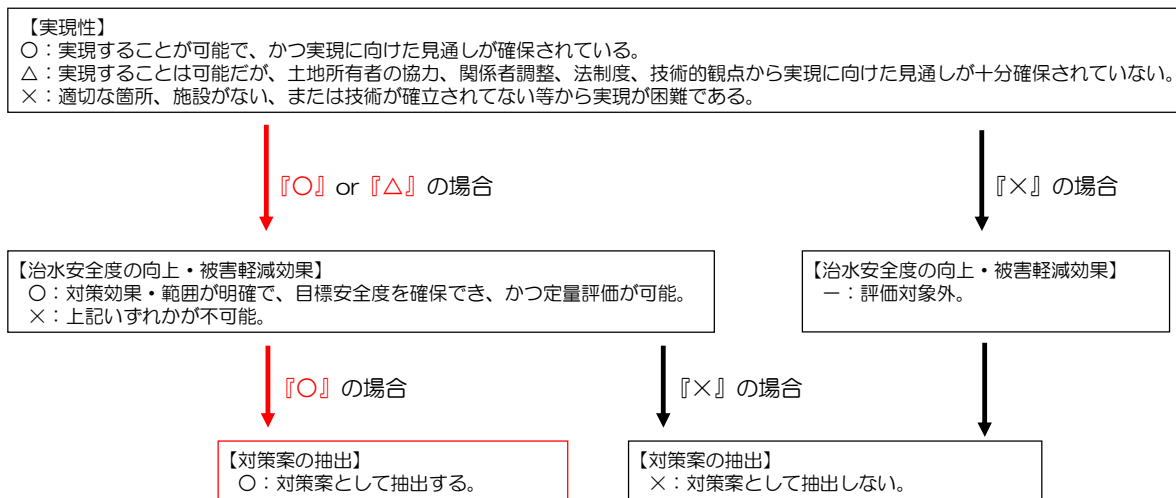 【実現性】
〇：実現することが可能で、かつ実現に向けた見通しが確保されている。
△：実現することは可能だが、土地所有者の協力、関係者調整、法制度、技術的観点から実現に向けた見通しが十分確保されていない。
×：適切な箇所、施設がない、または技術が確立されてない等から実現が困難である。
『〇』or『△』の場合
『×』の場合
【治水安全度の向上・被害軽減効果】
〇：対策効果・範囲が明確で、目標安全度を確保でき、かつ定量評価が可能。
×：上記いずれかが不可能。
【治水安全度の向上・被害軽減効果】
－：評価対象外。
『〇』の場合
『×』の場合
【対策案の抽出】
〇：対策案として抽出する。
【対策案の抽出】
×：対策案として抽出しない。